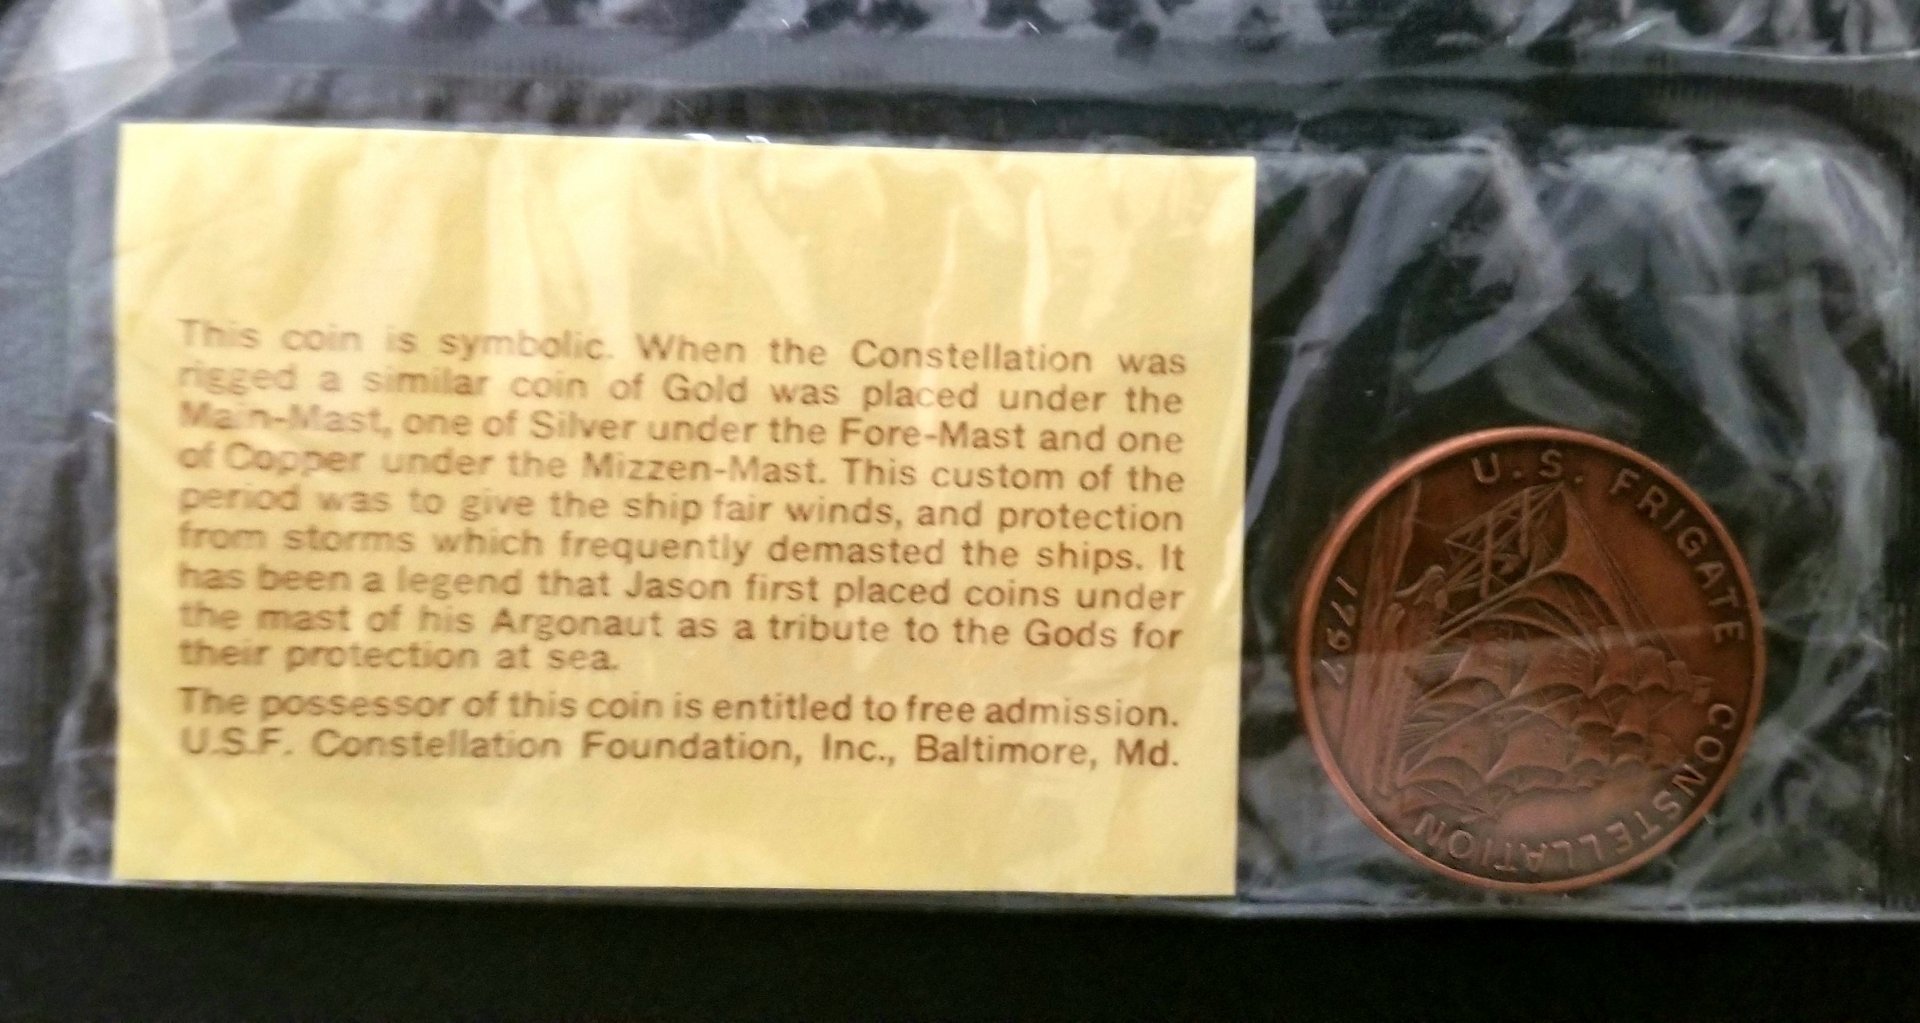 This coin is symbolic. When the Constellation was
rigged a similar coin of Gold was placed under the
Main-Mast, one of Silver under the Fore-Mast and one
of Copper under the Mizzen-Mast. This custom of the
period was to give the ship fair winds, and protection
from storms which frequently demasted the ships. It
has been a legend that Jason first placed coins under
the mast of his Argonaut as a tribute to the Gods for
their protection at sea.
The possessor of this coin is entitled to free admission.
U.S.F. Constellation Foundation, Inc., Baltimore, Md.
U.S. FRIGATE CONSTELLATION
1797